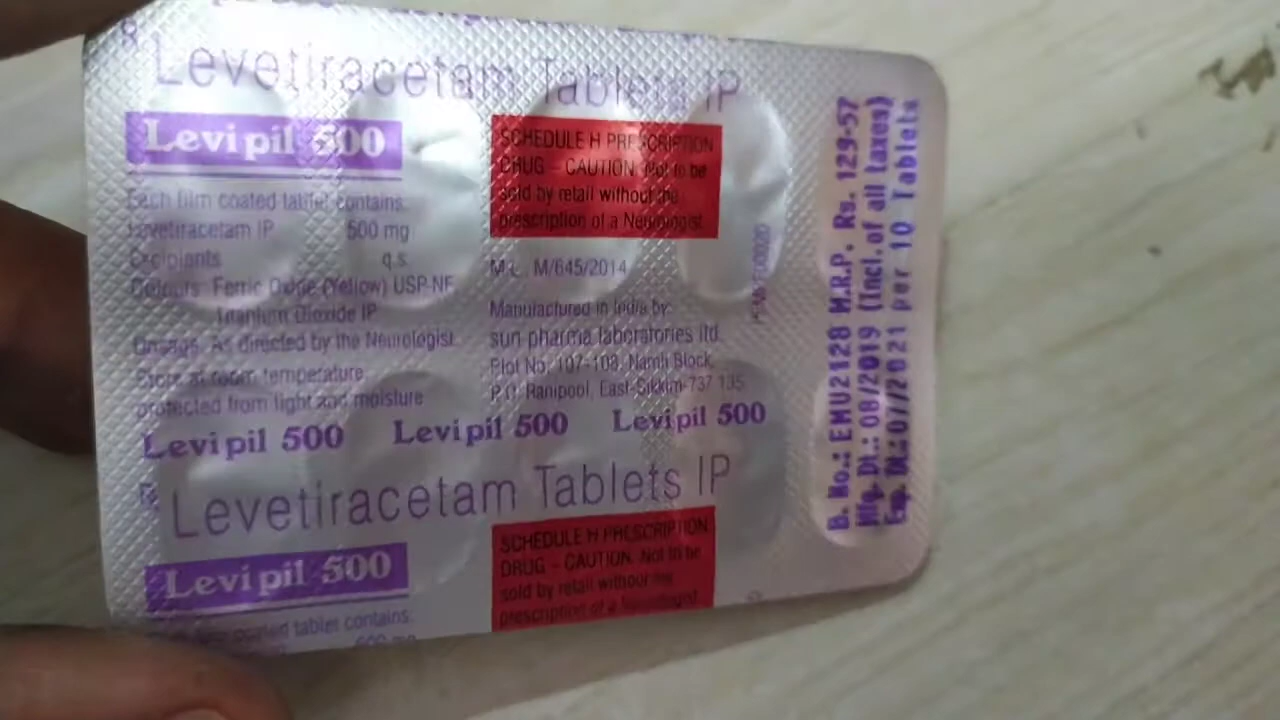 Levetiracetam Tablets IP
Levipil 500
Each film coated tablet contains:
Levetiracetam IP 500 mg
Excipients q.s.
Colours: Ferric Oxide (Yellow) USP-NF
Titanium Dioxide IP
Dosage: As directed by the Neurologist.
Store at room temperature,
protected from light and moisture
SCHEDULE H PRESCRIPTION
DRUG - CAUTION: Not to be
sold by retail without the
prescription of a Neurologist.
M.L. M/645/2014
Manufactured in India by:
sun pharma laboratories ltd.
Plot No. 107-108, Namli Block,
P.O. Ranipool, East-Sikkim-737 135
Levipil 500 Levipil 500 Levipil 500
Levetiracetam Tablets IP
Levipil 500
film coated tablet contains:
SCHEDULE H PRESCRIPTION
DRUG - CAUTION: Not to be
sold by retail without the
prescription of a Neurologist.
B. No.: EMU2128 M.R.P. Rs. 129-57
Mfg. Dt.: 08/2019 (Incl. of all taxes)
Exp. Dt.: 07/2021 per 10 Tablets